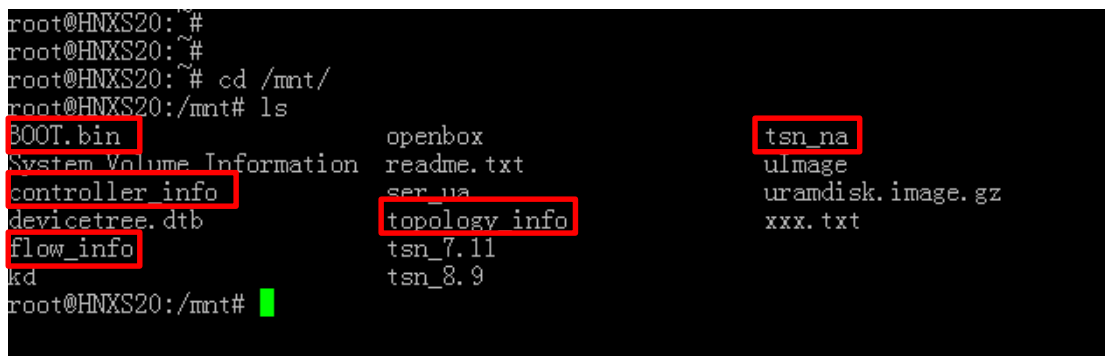 root@HNXS20:~#
root@HNXS20:~#
root@HNXS20:~# cd /mnt/
root@HNXS20:/mnt# ls
BOOT.bin openbox tsn_na
System Volume Information readme.txt uImage
controller_info ser_ua uramdisk.image.gz
devicetree.dtb topology_info xxx.txt
flow_info tsn_7.11
kd tsn_8.9
root@HNXS20:/mnt#